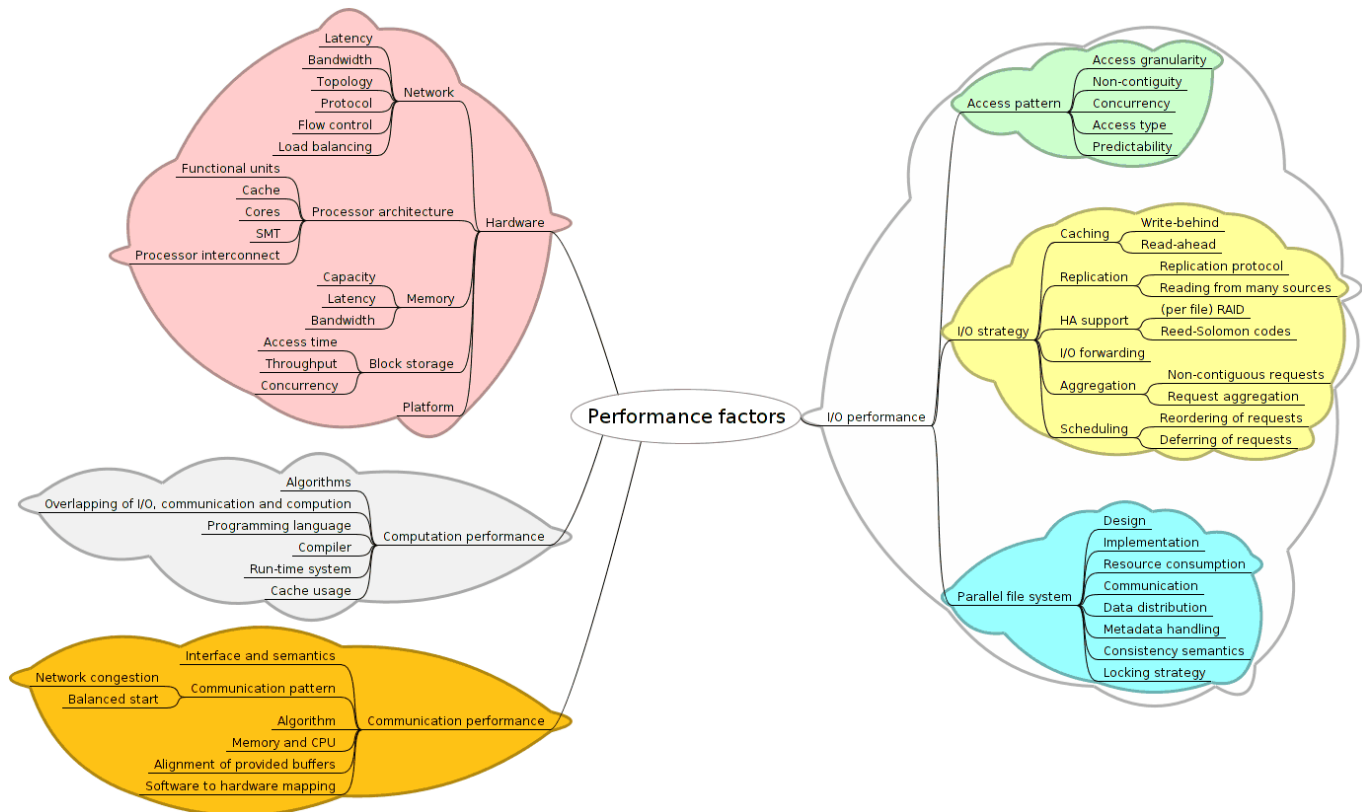 Performance factors
Hardware
Network
Latency
Bandwidth
Topology
Protocol
Flow control
Load balancing
Processor architecture
Functional units
Cache
Cores
SMT
Processor interconnect
Memory
Capacity
Latency
Bandwidth
Block storage
Access time
Throughput
Concurrency
Platform
Computation performance
Algorithms
Overlapping of I/O, communication and compution
Programming language
Compiler
Run-time system
Cache usage
Communication performance
Interface and semantics
Communication pattern
Network congestion
Balanced start
Algorithm
Memory and CPU
Alignment of provided buffers
Software to hardware mapping
I/O performance
Access pattern
Access granularity
Non-contiguity
Concurrency
Access type
Predictability
I/O strategy
Caching
Write-behind
Read-ahead
Replication
Replication protocol
Reading from many sources
HA support
(per file) RAID
Reed-Solomon codes
I/O forwarding
Aggregation
Non-contiguous requests
Request aggregation
Scheduling
Reordering of requests
Deferring of requests
Parallel file system
Design
Implementation
Resource consumption
Communication
Data distribution
Metadata handling
Consistency semantics
Locking strategy